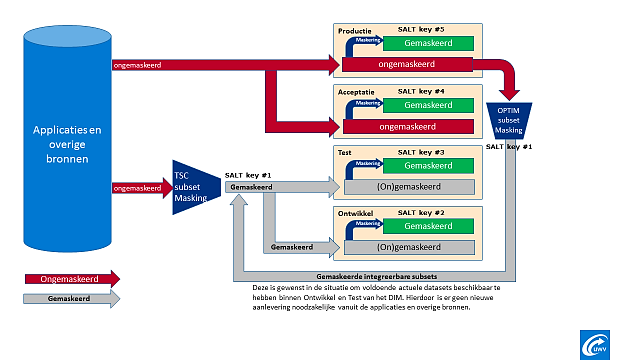 Productie
SALT key #5
Maskering
Gemaskeerd
ongemaskeerd
ongemaskeerd
Acceptatie
SALT key #4
Maskering
Gemaskeerd
ongemaskeerd
OPTIM
subset
Masking
SALT key #1
Applicaties en
overige
bronnen
Test
SALT key #3
Maskering
Gemaskeerd
(On)gemaskeerd
ongemaskeerd
TSC
subset
Masking
SALT key #1
Gemaskeerd
Ontwikkel
SALT key #2
Maskering
Gemaskeerd
(On)gemaskeerd
Gemaskeerd
Gemaskeerde integreerbare subsets
Ongemaskeerd
Gemaskeerd
Deze is gewenst in de situatie om voldoende actuele datasets beschikbaar te
hebben binnen Ontwikkel en Test van het DIM. Hierdoor is er geen nieuwe
aanlevering noodzakelijke vanuit de applicaties en overige bronnen.
UWV